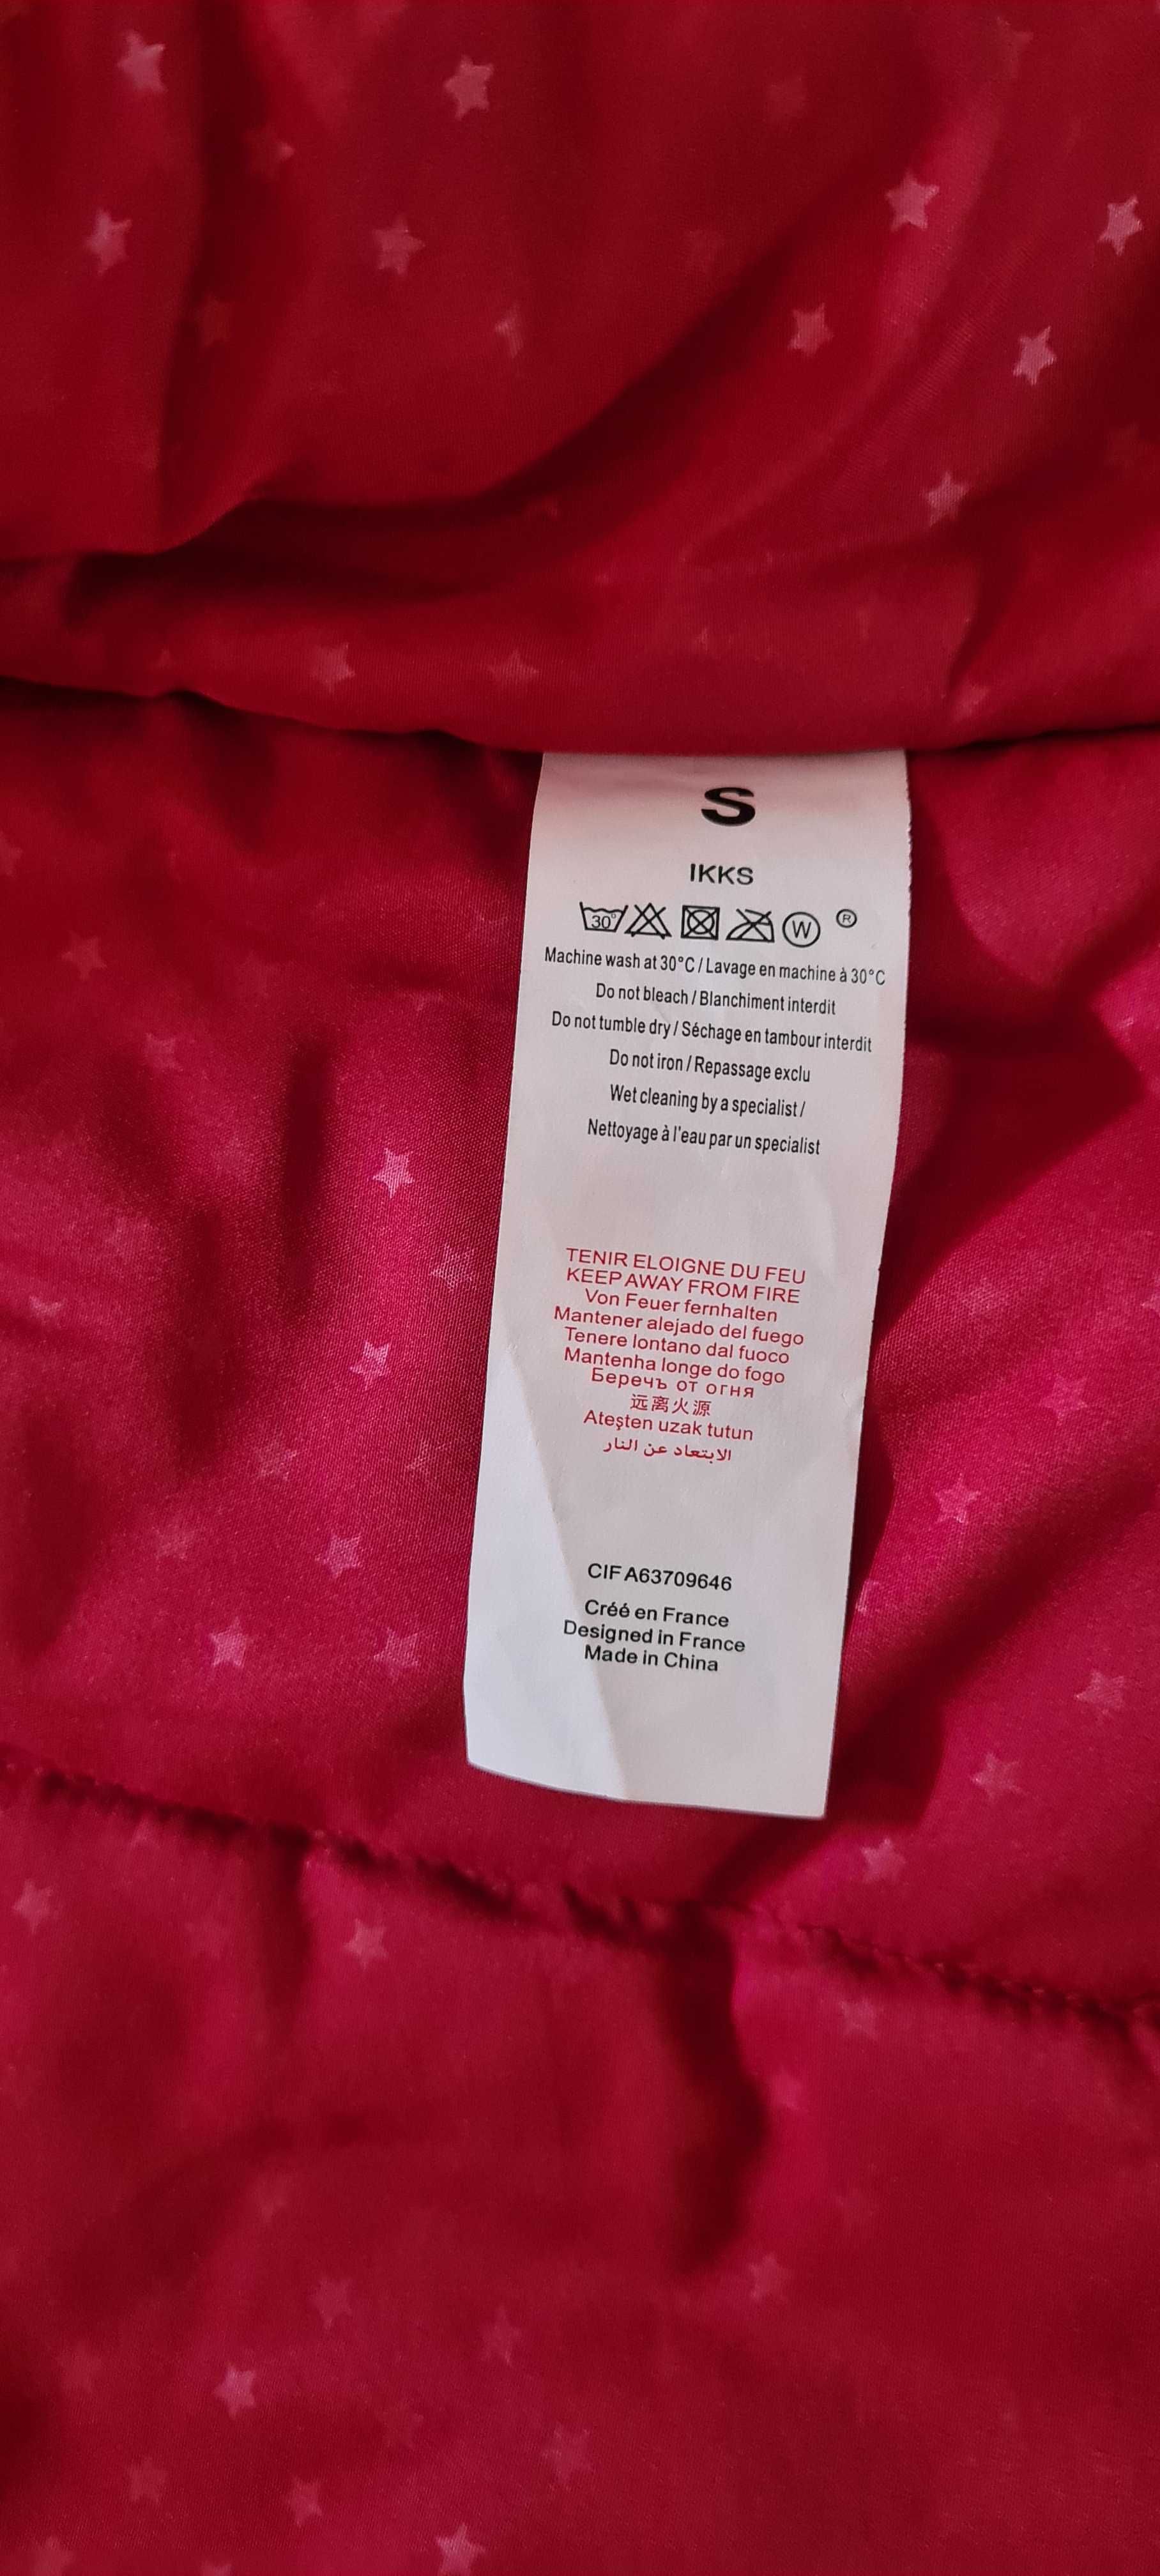 S
IKKS
30° W ®
Machine wash at 30°C / Lavage en machine à 30°C
Do not bleach / Blanchiment interdit
Do not tumble dry / Séchage en tambour interdit
Do not iron / Repassage exclu
Wet cleaning by a specialist /
Nettoyage à l'eau par un specialist
TENIR ELOIGNE DU FEU
KEEP AWAY FROM FIRE
Von Feuer fernhalten
Mantener alejado del fuego
Tenere lontano dal fuoco
Mantenha longe do fogo
Беречъ от огня
远离火源
Ateşten uzak tutun
الابتعاد عن النار
CIF A63709646
Créé en France
Designed in France
Made in China